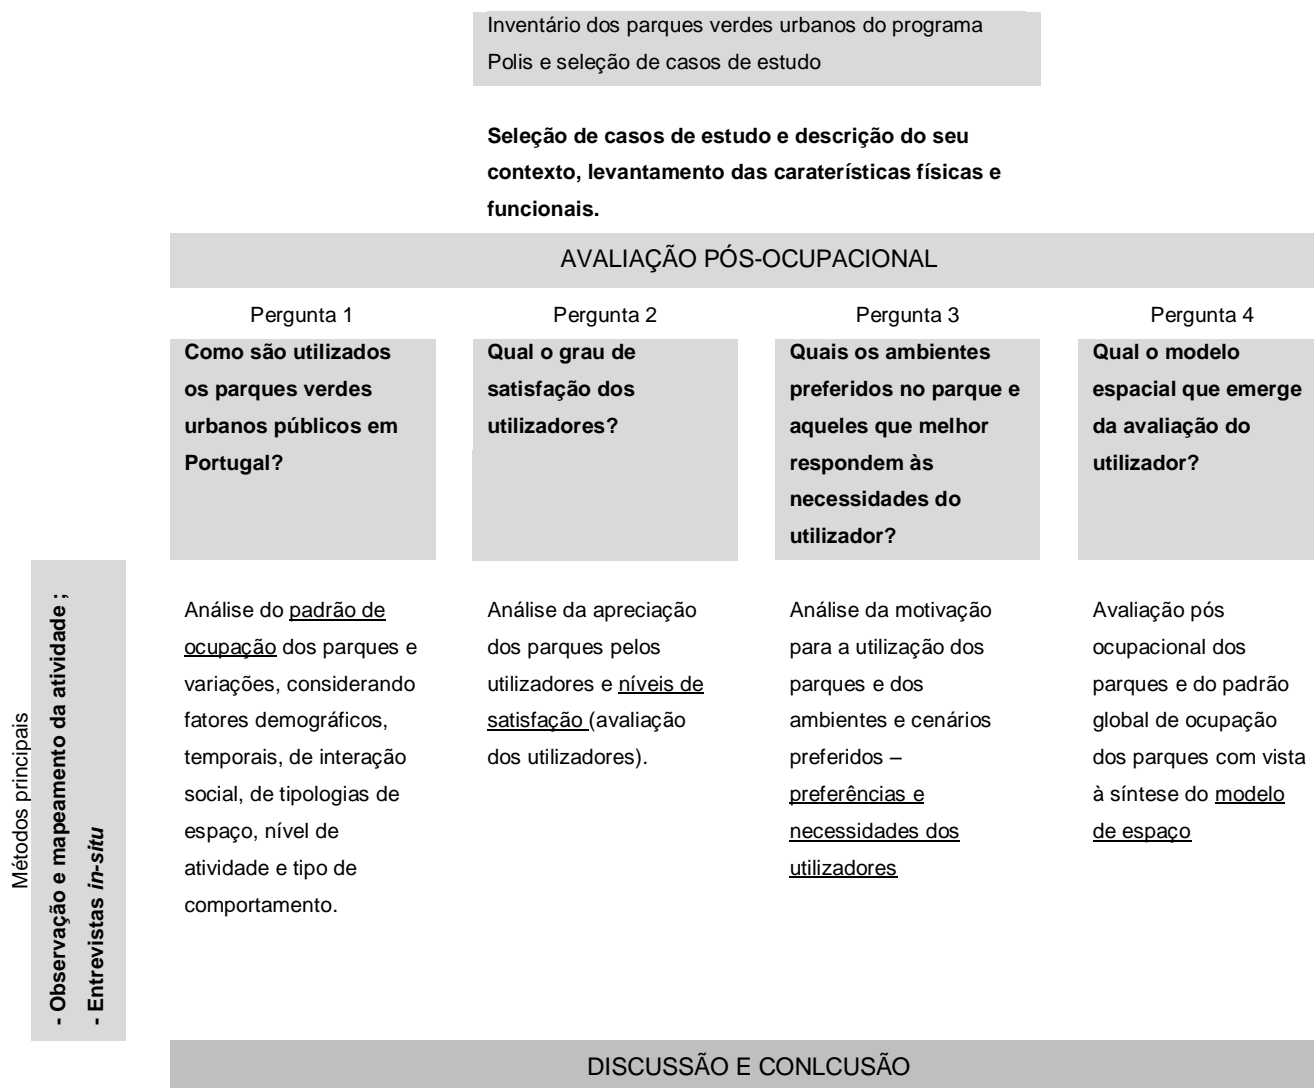 Inventário dos parques verdes urbanos do programa
Polis e seleção de casos de estudo
Seleção de casos de estudo e descrição do seu
contexto, levantamento das caraterísticas físicas e
funcionais.
AVALIAÇÃO PÓS-OCUPACIONAL
Pergunta 1
Como são utilizados
os parques verdes
urbanos públicos em
Portugal?
Pergunta 2
Qual o grau de
satisfação dos
utilizadores?
Pergunta 3
Quais os ambientes
preferidos no parque e
aqueles que melhor
respondem às
necessidades do
utilizador?
Pergunta 4
Qual o modelo
espacial que emerge
da avaliação do
utilizador?
Métodos principais
- Observação e mapeamento da atividade ;
- Entrevistas in-situ
Análise do padrão de
ocupação dos parques e
variações, considerando
fatores demográficos,
temporais, de interação
social, de tipologias de
espaço, nível de
atividade e tipo de
comportamento.
Análise da apreciação
dos parques pelos
utilizadores e níveis de
satisfação (avaliação
dos utilizadores).
Análise da motivação
para a utilização dos
parques e dos
ambientes e cenários
preferidos –
preferências e
necessidades dos
utilizadores
Avaliação pós
ocupacional dos
parques e do padrão
global de ocupação
dos parques com vista
à síntese do modelo
de espaço
DISCUSSÃO E CONLCUSÃO